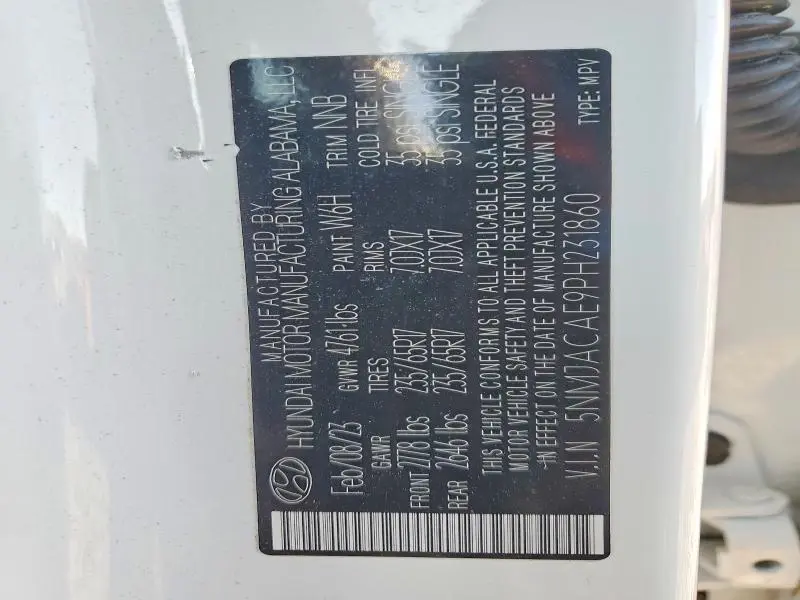 MANUFACTURED BY
HYUNDAI MOTOR MANUFACTURING ALABAMA, LLC
Feb/08/23 GVWR 4761 lbs PAINT W6H TRIM NNB
GAWR TIRES RIMS COLD TIRE INFL
FRONT 2778 lbs 235/65R17 7.0JX17 35 psi SINGLE
REAR 2646 lbs 235/65R17 7.0JX17 35 psi SINGLE
THIS VEHICLE CONFORMS TO ALL APPLICABLE U.S.A. FEDERAL
MOTOR VEHICLE SAFETY AND THEFT PREVENTION STANDARDS
IN EFFECT ON THE DATE OF MANUFACTURE SHOWN ABOVE
V.I.N 5NMJACAE9PH231860 TYPE: MPV